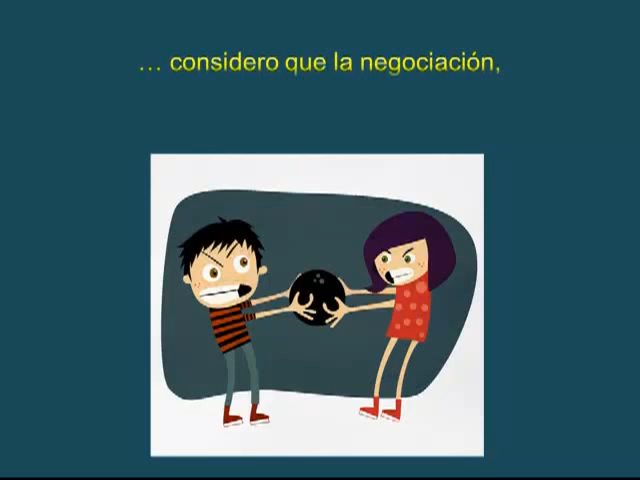 … considero que la negociación,